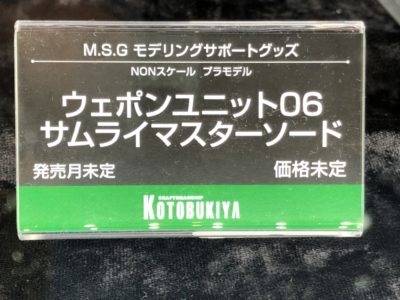 M.S.G モデリングサポートグッズ
NONスケール プラモデル
ウェポンユニット06
サムライマスターソード
発売月未定 価格未定
CRAFTSMANSHIP
KOTOBUKIYA